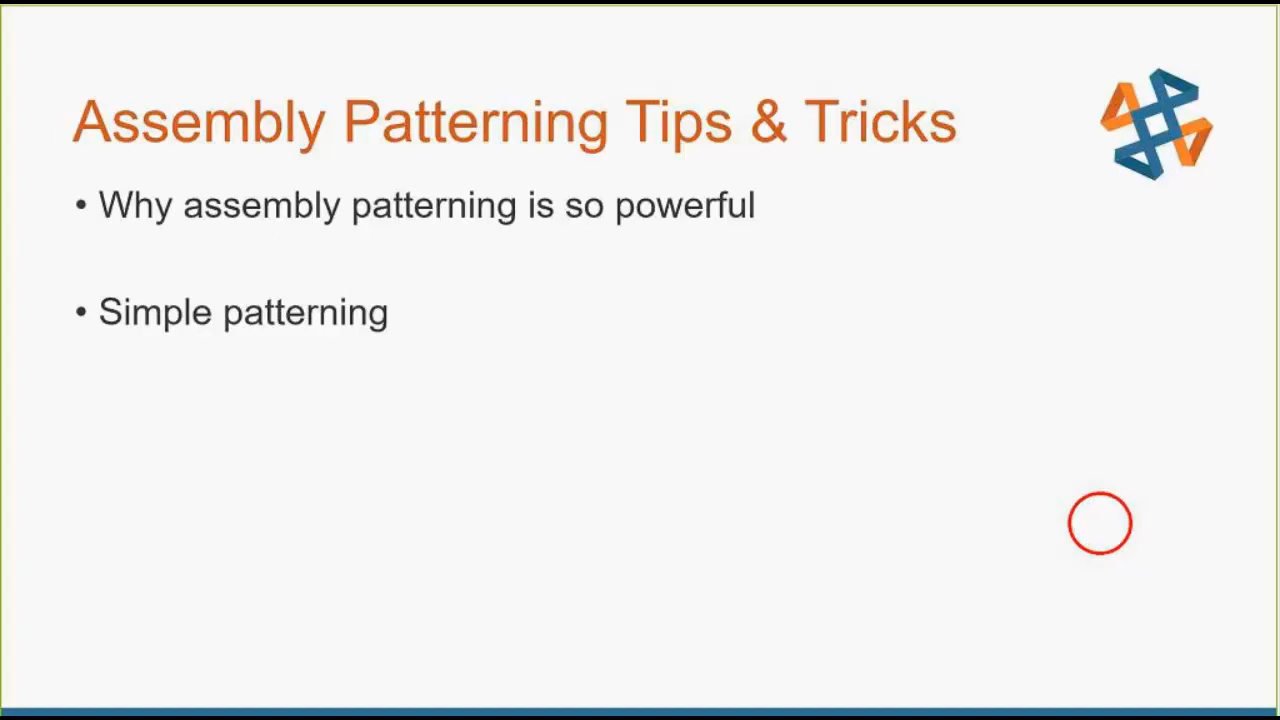 Assembly Patterning Tips & Tricks
• Why assembly patterning is so powerful
• Simple patterning